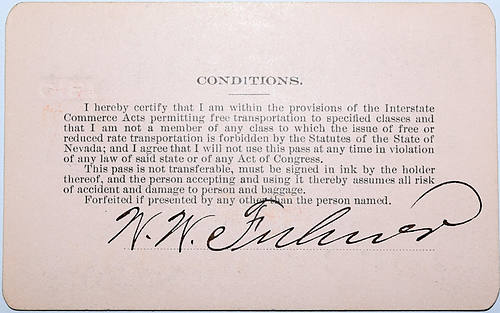 CONDITIONS.
I hereby certify that I am within the provisions of the Interstate
Commerce Acts permitting free transportation to specified classes and
that I am not a member of any class to which the issue of free or
reduced rate transportation is forbidden by the Statutes of the State of
Nevada; and I agree that I will not use this pass at any time in violation
of any law of said state or of any Act of Congress.
This pass is not transferable, must be signed in ink by the holder
thereof, and the person accepting and using it thereby assumes all risk
of accident and damage to person and baggage.
Forfeited if presented by any other than the person named.
W. W. Fulmer